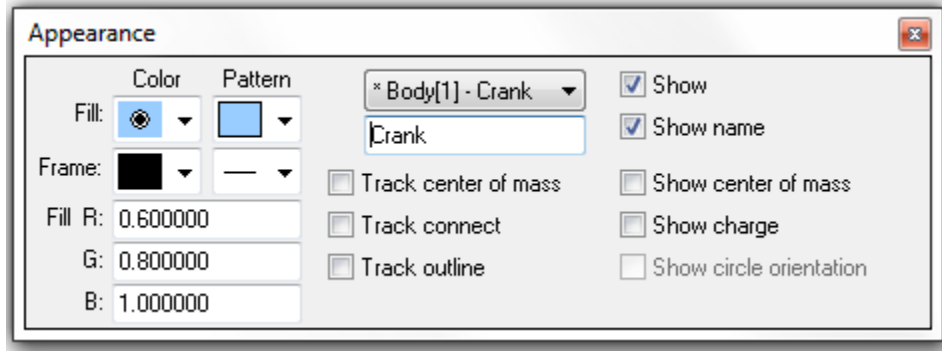 Appearance
Color Pattern
Fill:
Frame:
Fill R: 0.600000
G: 0.800000
B: 1.000000
* Body[1] - Crank
Crank
Track center of mass
Track connect
Track outline
Show
Show name
Show center of mass
Show charge
Show circle orientation